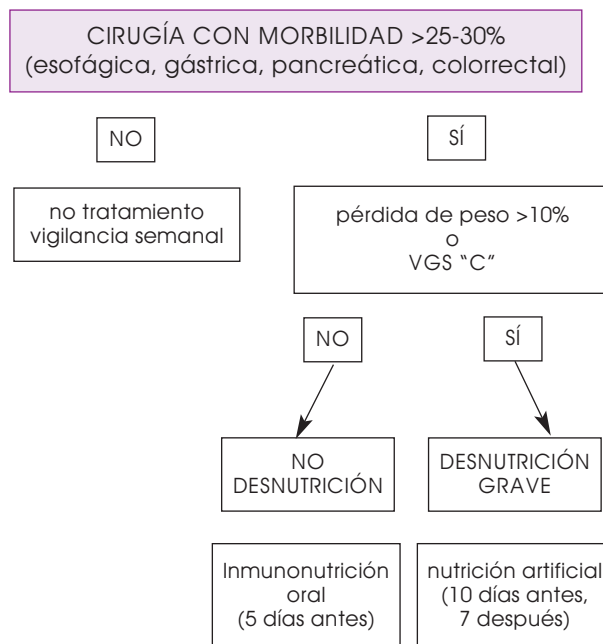 CIRUGÍA CON MORBILIDAD >25-30%
(esofágica, gástrica, pancreática, colorrectal)
NO
SÍ
no tratamiento
vigilancia semanal
pérdida de peso >10%
o
VGS "C"
NO
SÍ
NO
DESNUTRICIÓN
DESNUTRICIÓN
GRAVE
Inmunonutrición
oral
(5 días antes)
nutrición artificial
(10 días antes,
7 después)